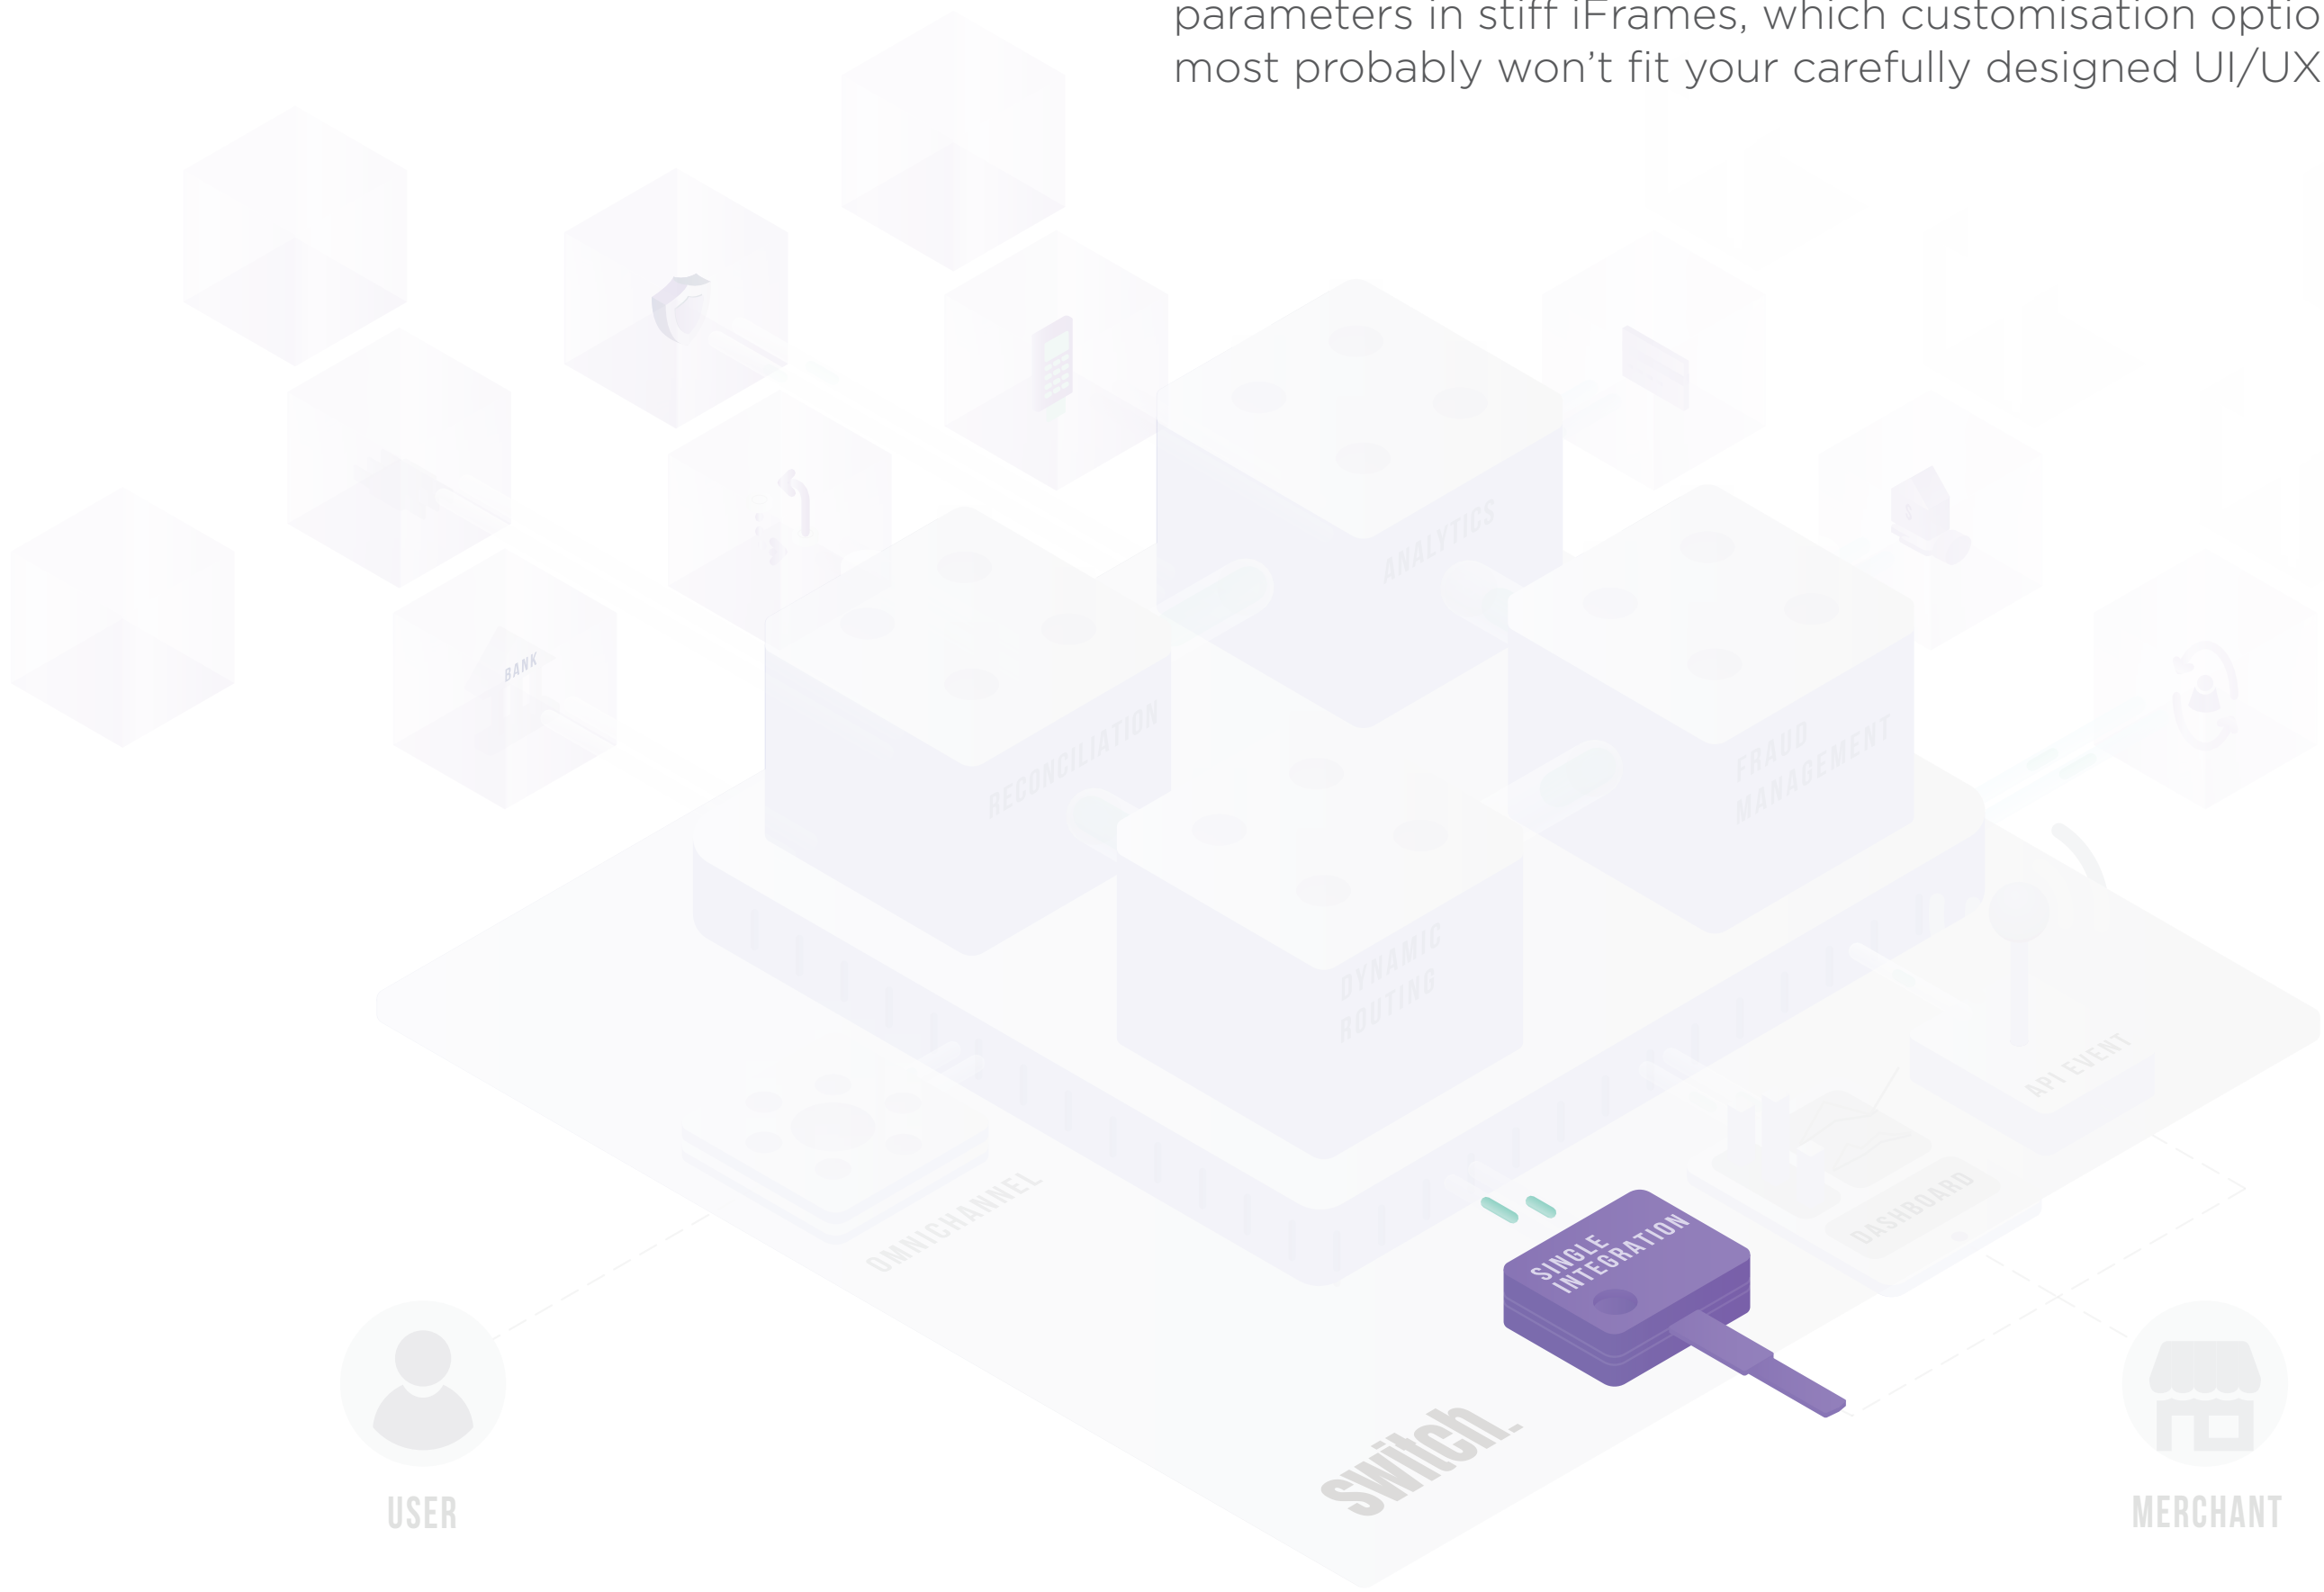 parameters in stiff iFrames, which customisation optio
most probably won't fit your carefully designed UI/UX
ANALYTICS
BANK
RECONCILIATION
FRAUD
MANAGEMENT
DYNAMIC
ROUTING
API EVENT
OMNICHANNEL
DASHBOARD
SINGLE
INTEGRATION
switch.
USER
MERCHANT